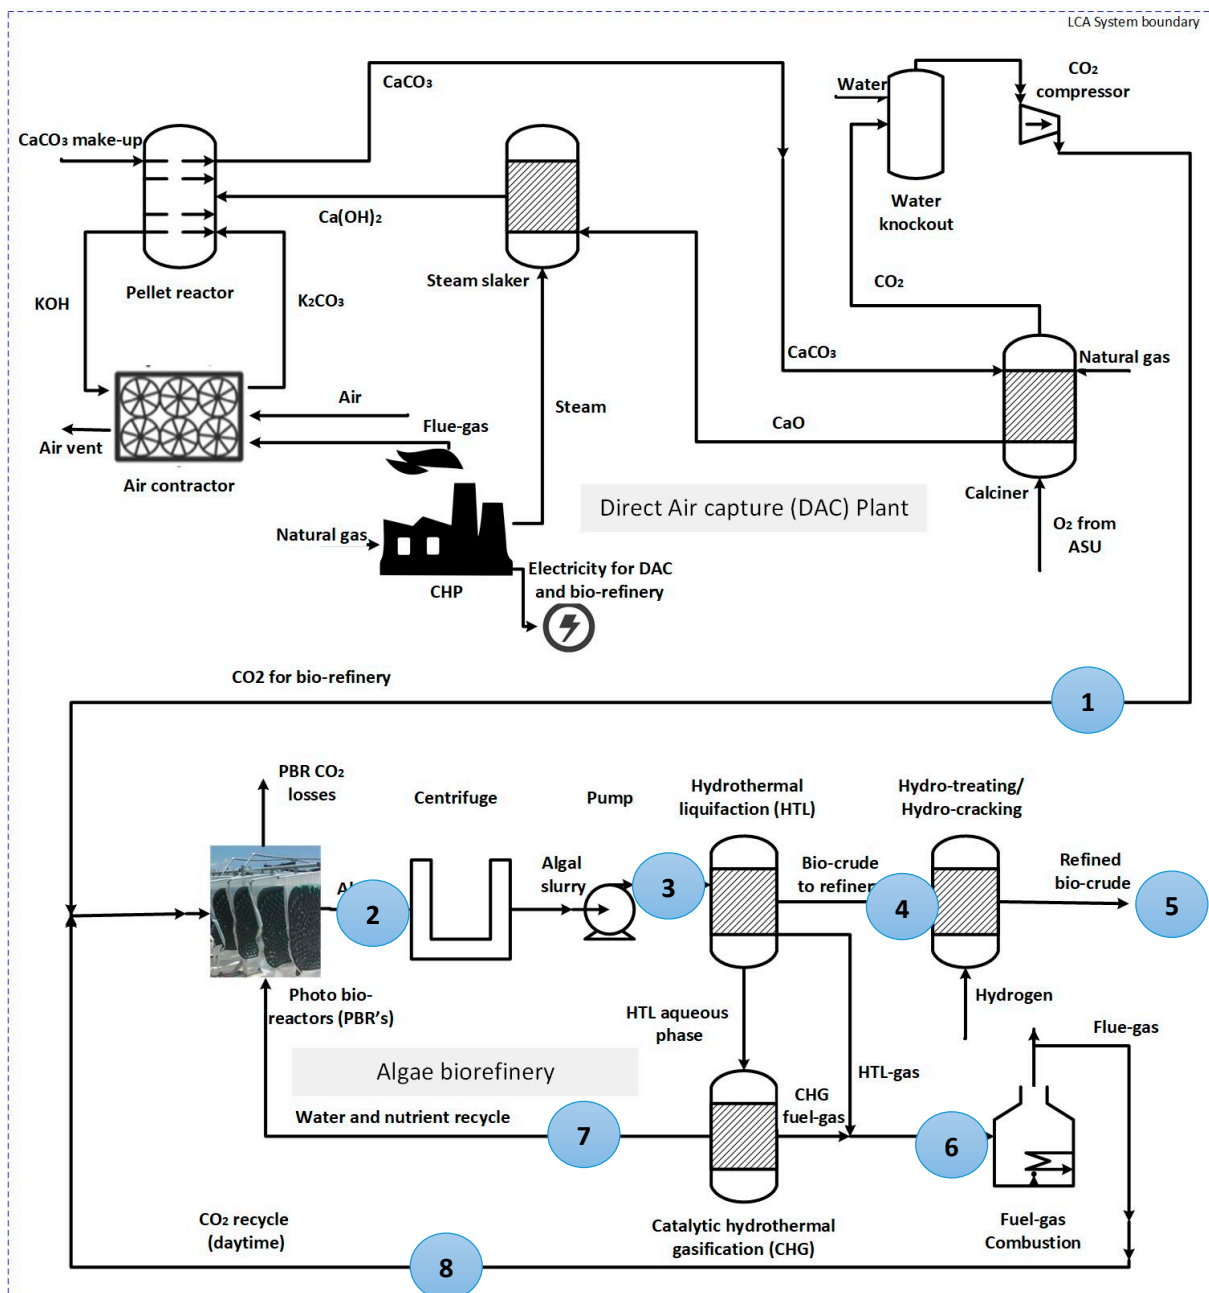 LCA System boundary
CaCO₃
CO₂
compressor
Water
CaCO₃ make-up
Water
knockout
Ca(OH)₂
Steam slaker
Pellet reactor
KOH
K₂CO₃
CO₂
CaCO₃
Natural gas
Air
Steam
Flue-gas
CaO
Air vent
Air contractor
Calciner
Direct Air capture (DAC) Plant
O₂ from
ASU
Natural gas
CHP
Electricity for DAC
and bio-refinery
CO2 for bio-refinery
1
PBR CO₂
losses
Centrifuge
Pump
Hydrothermal
liquifaction (HTL)
Hydro-treating/
Hydro-cracking
Algal
slurry
Bio-crude
to refiner
Refined
bio-crude
2
3
4
5
Photo bio-
reactors (PBR's)
HTL aqueous
phase
Hydrogen
Flue-gas
Algae biorefinery
HTL-gas
CHG
fuel-gas
Water and nutrient recycle
7
6
CO₂ recycle
(daytime)
Catalytic hydrothermal
gasification (CHG)
Fuel-gas
Combustion
8